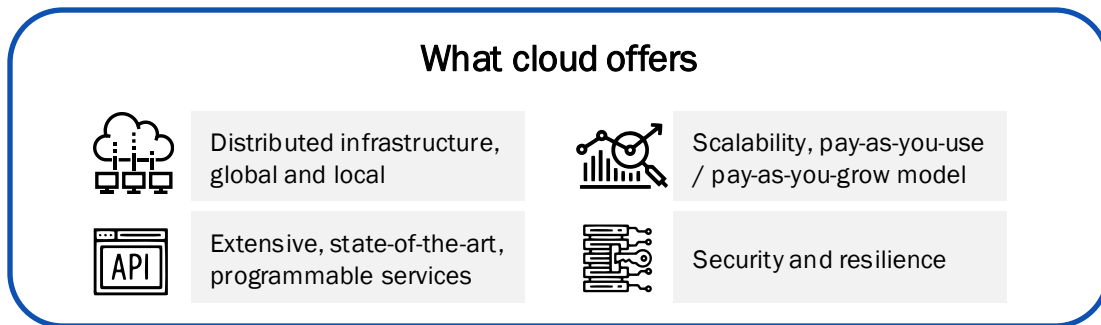 What cloud offers
Distributed infrastructure,
global and local
Scalability, pay-as-you-use
/ pay-as-you-grow model
API
Extensive, state-of-the-art,
programmable services
Security and resilience